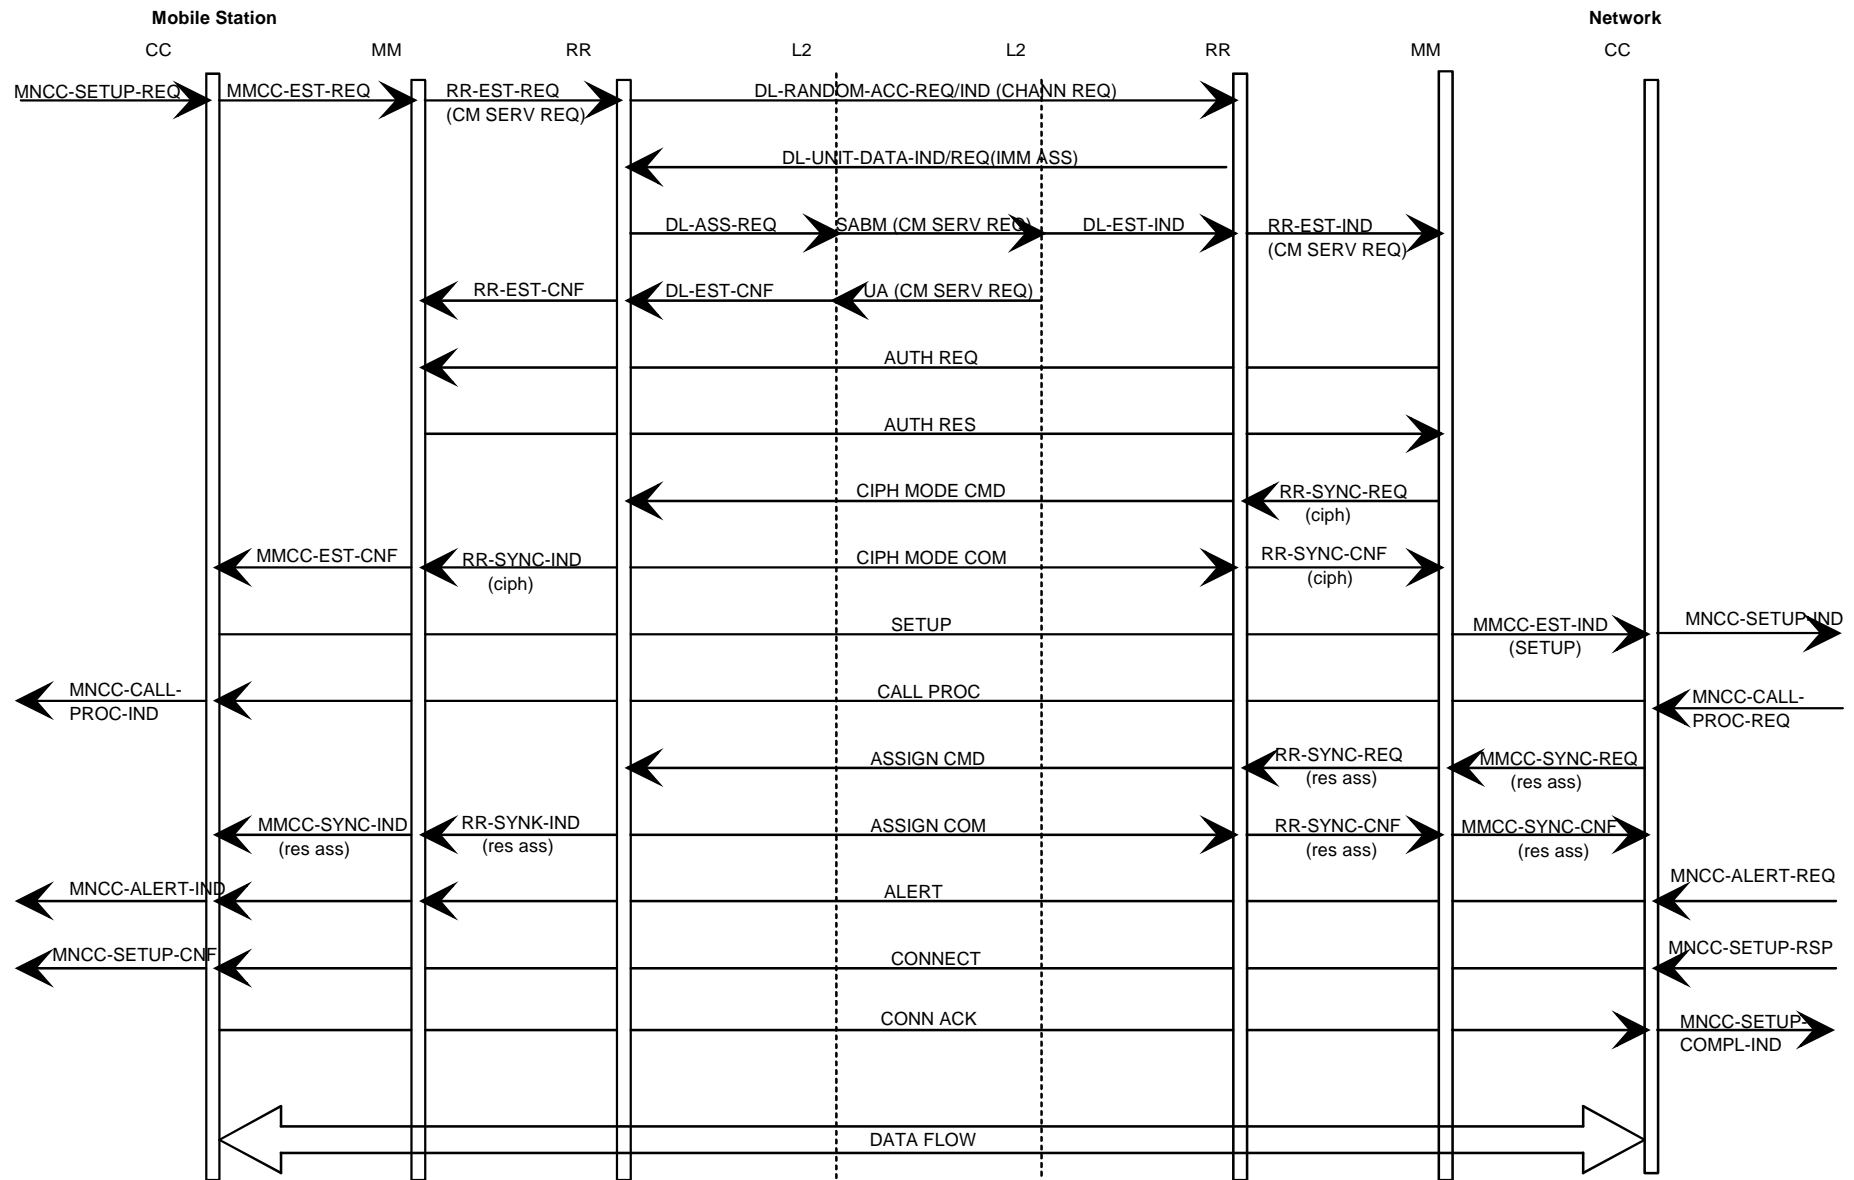 Mobile Station
Network
CC
MM
RR
L2
L2
RR
MM
CC
MNCC-SETUP-REQ
MMCC-EST-REQ
RR-EST-REQ
(CM SERV REQ)
DL-RANDOM-ACC-REQ/IND (CHANN REQ)
DL-UNIT-DATA-IND/REQ(IMM ASS)
DL-ASS-REQ
SABM (CM SERV REQ)
DL-EST-IND
RR-EST-IND
(CM SERV REQ)
RR-EST-CNF
DL-EST-CNF
UA (CM SERV REQ)
AUTH REQ
AUTH RES
CIPH MODE CMD
RR-SYNC-REQ
(ciph)
MMCC-EST-CNF
RR-SYNC-IND
(ciph)
CIPH MODE COM
RR-SYNC-CNF
(ciph)
SETUP
MMCC-EST-IND
(SETUP)
MNCC-SETUP-IND
MNCC-CALL-
PROC-IND
CALL PROC
MNCC-CALL-
PROC-REQ
ASSIGN CMD
RR-SYNC-REQ
(res ass)
MMCC-SYNC-REQ
(res ass)
MMCC-SYNC-IND
(res ass)
RR-SYNK-IND
(res ass)
ASSIGN COM
RR-SYNC-CNF
(res ass)
MMCC-SYNC-CNF
(res ass)
MNCC-ALERT-IND
ALERT
MNCC-ALERT-REQ
MNCC-SETUP-CNF
CONNECT
MNCC-SETUP-RSP
CONN ACK
MNCC-SETUP-
COMPL-IND
DATA FLOW